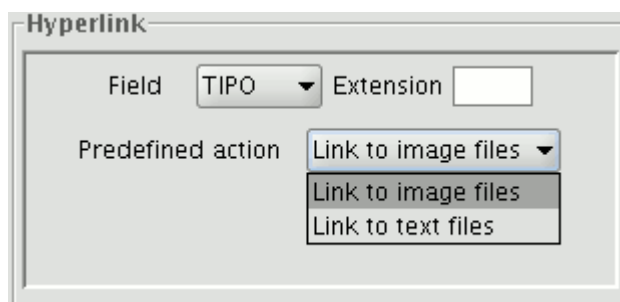 Hyperlink
Field TIPO Extension
Predefined action Link to image files
Link to image files
Link to text files